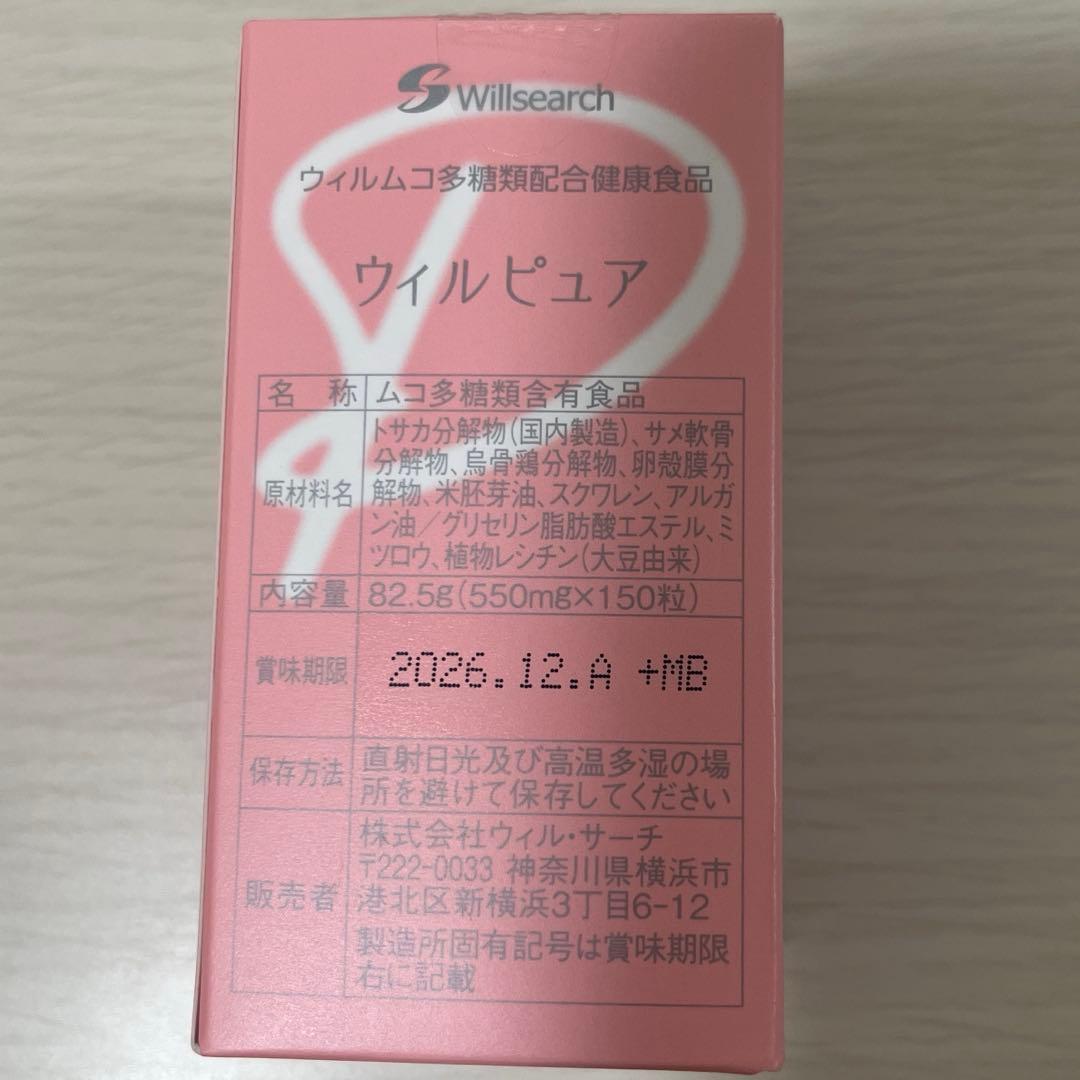 Willsearch
ウィルムコ多糖類配合健康食品
ウィルピュア
名 称 ムコ多糖類含有食品
原材料名 トサカ分解物(国内製造)、サメ軟骨
分解物、烏骨鶏分解物、卵殻膜分
解物、米胚芽油、スクワレン、アルガ
ン油/グリセリン脂肪酸エステル、ミ
ツロウ、植物レシチン(大豆由来)
内容量 82.5g(550mg×150粒)
賞味期限 2026.12.A +MB
保存方法 直射日光及び高温多湿の場
所を避けて保存してください
販売者 株式会社ウィル・サーチ
〒222-0033 神奈川県横浜市
港北区新横浜3丁目6-12
製造所固有記号は賞味期限
右に記載